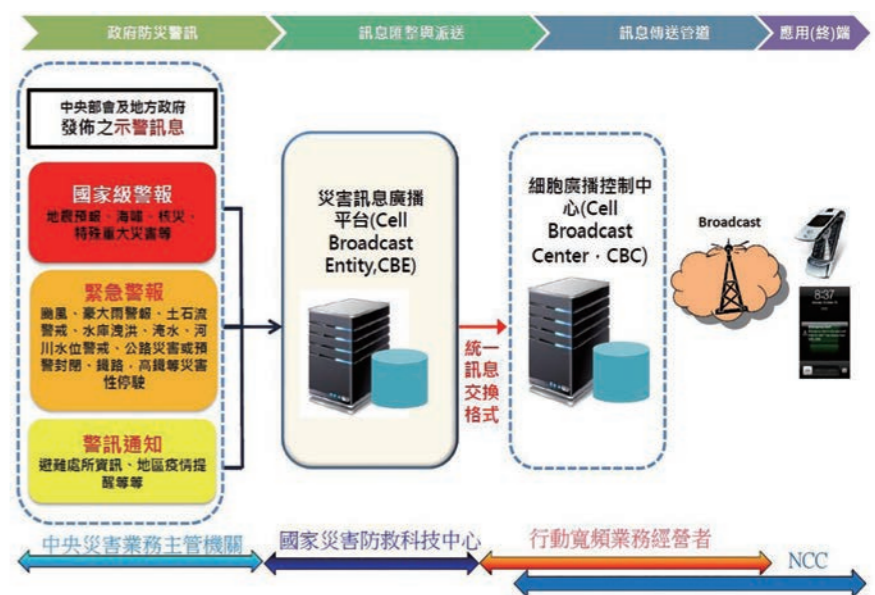 政府防災警訊
訊息匯整與派送
訊息傳送管道
應用(終)端
中央部會及地方政府
發佈之示警訊息
國家級警報
地震預報、海嘯、核災、
特殊重大災害等
緊急警報
颱風、豪大雨警報、土石流
警戒、水庫洩洪、淹水、河
川水位警戒、公路災害或預
警封閉、鐵路，高鐵等災害
性停駛
警訊通知
避難處所資訊、地區疫情提
醒等等
災害訊息廣播
平台(Cell
Broadcast
Entity,CBE)
統一
訊息
交換
格式
細胞廣播控制中
心(Cell
Broadcast
Center，CBC)
Broadcast
8:37
中央災害業務主管機關
國家災害防救科技中心
行動寬頻業務經營者
NCC